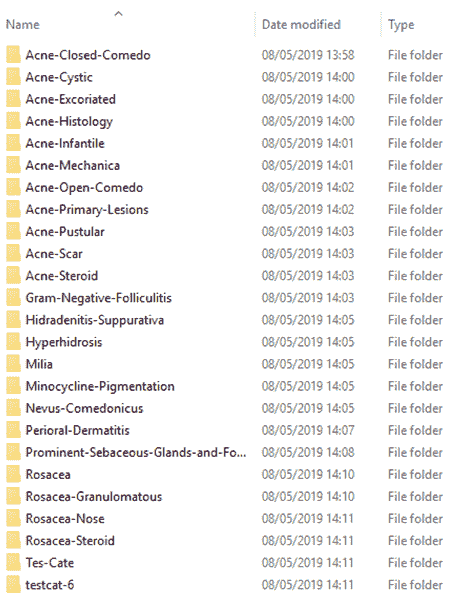 Name Date modified Type
Acne-Closed-Comedo 08/05/2019 13:58 File folder
Acne-Cystic 08/05/2019 14:00 File folder
Acne-Excoriated 08/05/2019 14:00 File folder
Acne-Histology 08/05/2019 14:00 File folder
Acne-Infantile 08/05/2019 14:01 File folder
Acne-Mechanica 08/05/2019 14:01 File folder
Acne-Open-Comedo 08/05/2019 14:02 File folder
Acne-Primary-Lesions 08/05/2019 14:02 File folder
Acne-Pustular 08/05/2019 14:03 File folder
Acne-Scar 08/05/2019 14:03 File folder
Acne-Steroid 08/05/2019 14:03 File folder
Gram-Negative-Folliculitis 08/05/2019 14:03 File folder
Hidradenitis-Suppurativa 08/05/2019 14:05 File folder
Hyperhidrosis 08/05/2019 14:05 File folder
Milia 08/05/2019 14:05 File folder
Minocycline-Pigmentation 08/05/2019 14:05 File folder
Nevus-Comedonicus 08/05/2019 14:05 File folder
Perioral-Dermatitis 08/05/2019 14:07 File folder
Prominent-Sebaceous-Glands-and-Fo... 08/05/2019 14:08 File folder
Rosacea 08/05/2019 14:10 File folder
Rosacea-Granulomatous 08/05/2019 14:10 File folder
Rosacea-Nose 08/05/2019 14:11 File folder
Rosacea-Steroid 08/05/2019 14:11 File folder
Tes-Cate 08/05/2019 14:11 File folder
testcat-6 08/05/2019 14:11 File folder